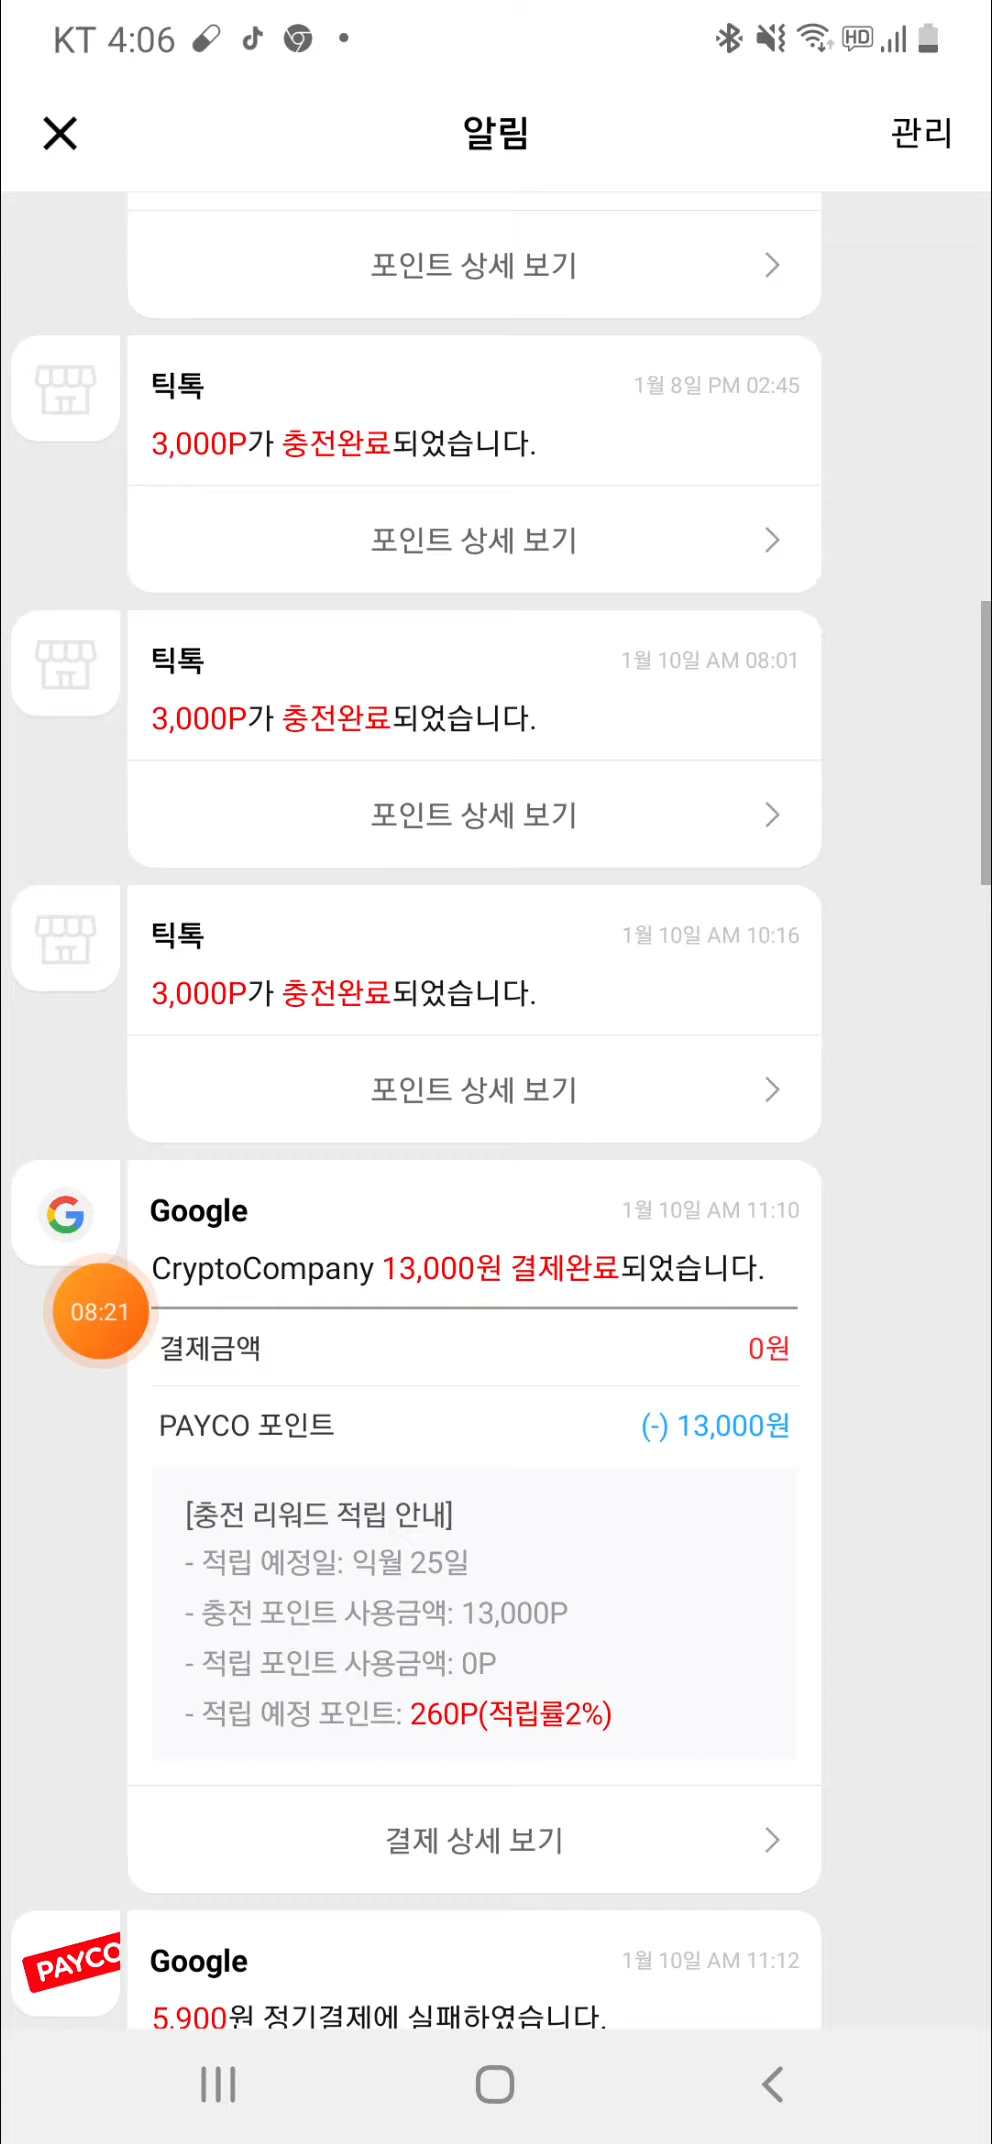 KT 4:06 HD
알림 관리
포인트 상세 보기
틱톡 1월 8일 PM 02:45
3,000P가 충전완료되었습니다.
포인트 상세 보기
틱톡 1월 10일 AM 08:01
3,000P가 충전완료되었습니다.
포인트 상세 보기
틱톡 1월 10일 AM 10:16
3,000P가 충전완료되었습니다.
포인트 상세 보기
Google 1월 10일 AM 11:10
CryptoCompany 13,000원 결제완료되었습니다.
08:21
결제금액 0원
PAYCO 포인트 (-) 13,000원
[충전 리워드 적립 안내]
- 적립 예정일: 익월 25일
- 충전 포인트 사용금액: 13,000P
- 적립 포인트 사용금액: 0P
- 적립 예정 포인트: 260P(적립률2%)
결제 상세 보기
PAYCO
Google 1월 10일 AM 11:12
5,900원 정기결제에 실패하였습니다.